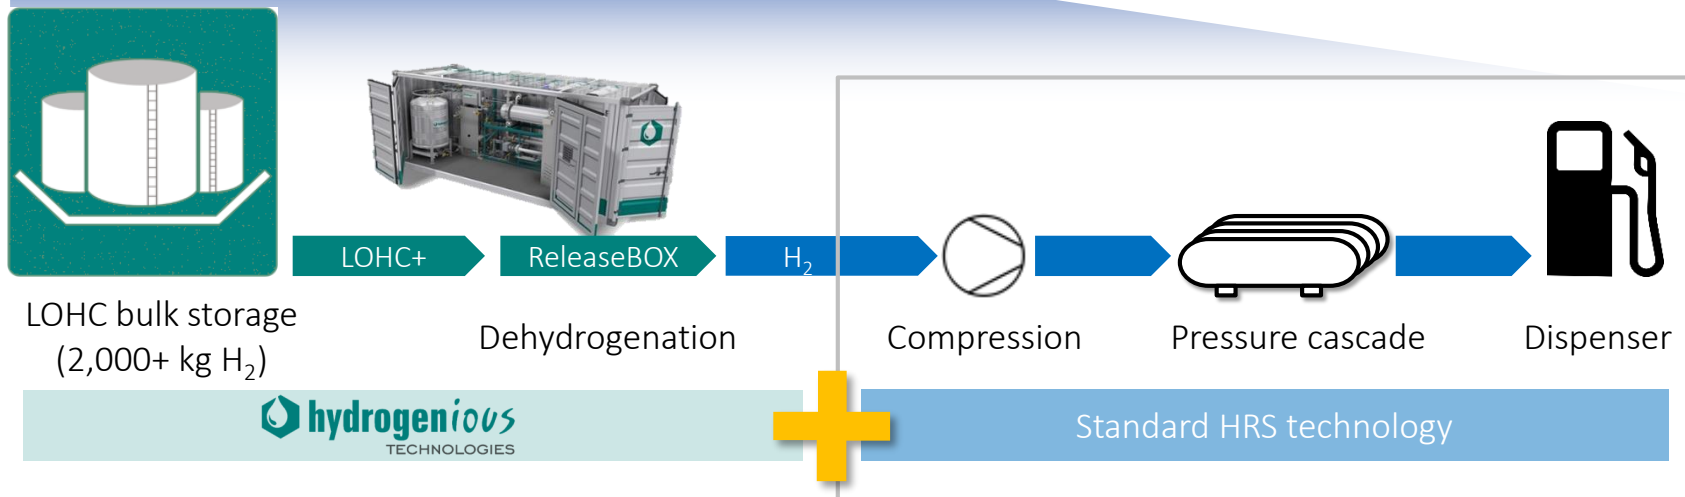 LOHC+
ReleaseBOX
H₂
LOHC bulk storage
(2,000+ kg H₂)
Dehydrogenation
Compression
Pressure cascade
Dispenser
hydrogenious
TECHNOLOGIES
Standard HRS technology